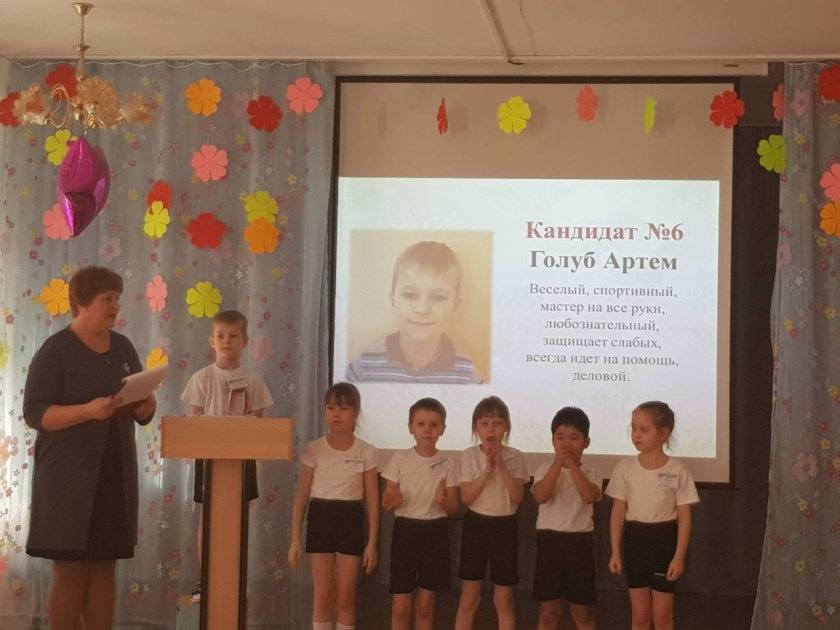 Кандидат №6
Голуб Артем
Веселый, спортивный,
мастер на все руки,
любознательный,
защищает слабых,
всегда идет на помощь,
деловой.